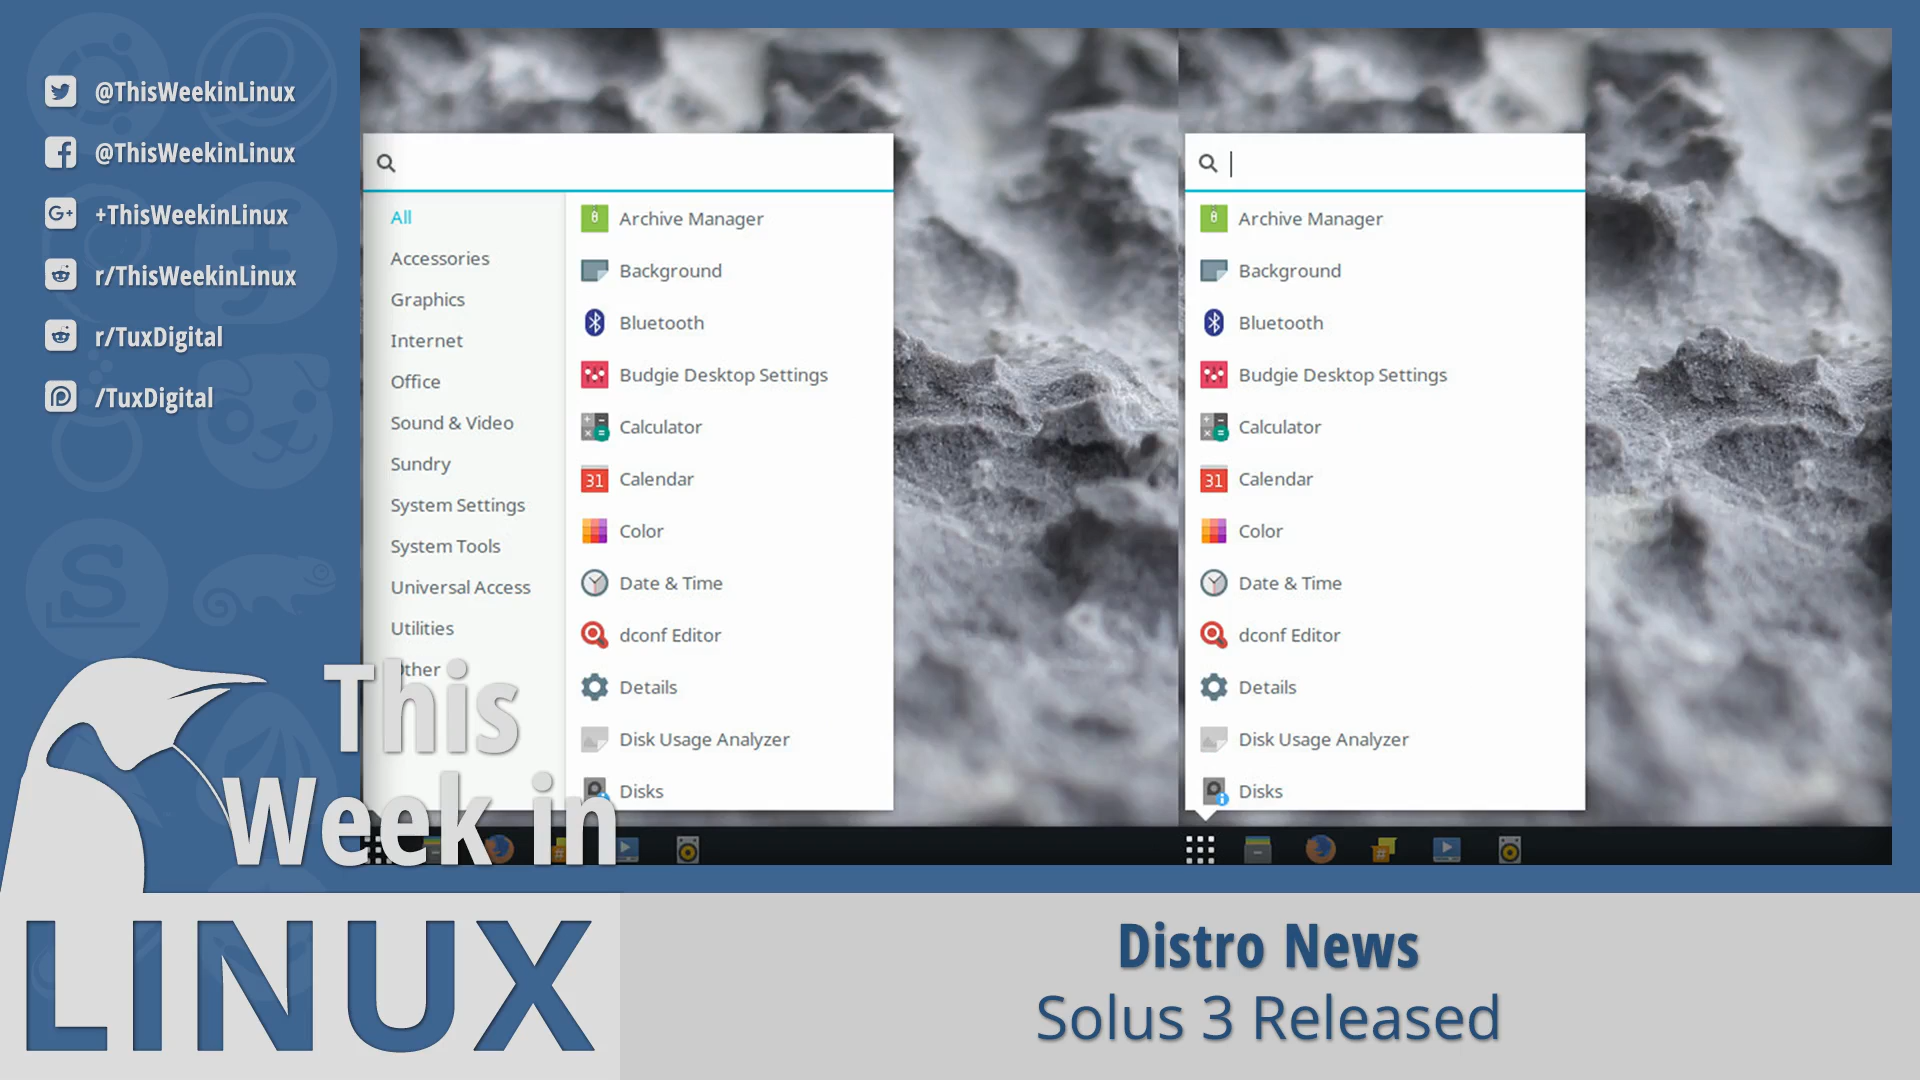 @ThisWeekinLinux
@ThisWeekinLinux
+ThisWeekinLinux
r/ThisWeekinLinux
r/TuxDigital
/TuxDigital
All
Accessories
Graphics
Internet
Office
Sound & Video
Sundry
System Settings
System Tools
Universal Access
Utilities
Other
Archive Manager
Background
Bluetooth
Budgie Desktop Settings
Calculator
31 Calendar
Color
Date & Time
dconf Editor
Details
Disk Usage Analyzer
Disks
Archive Manager
Background
Bluetooth
Budgie Desktop Settings
Calculator
31 Calendar
Color
Date & Time
dconf Editor
Details
Disk Usage Analyzer
Disks
This
Week in
LINUX
Distro News
Solus 3 Released